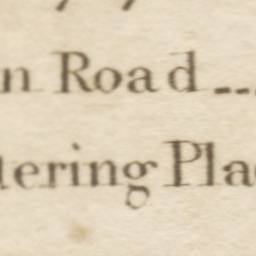 n Road ...
tering Pla